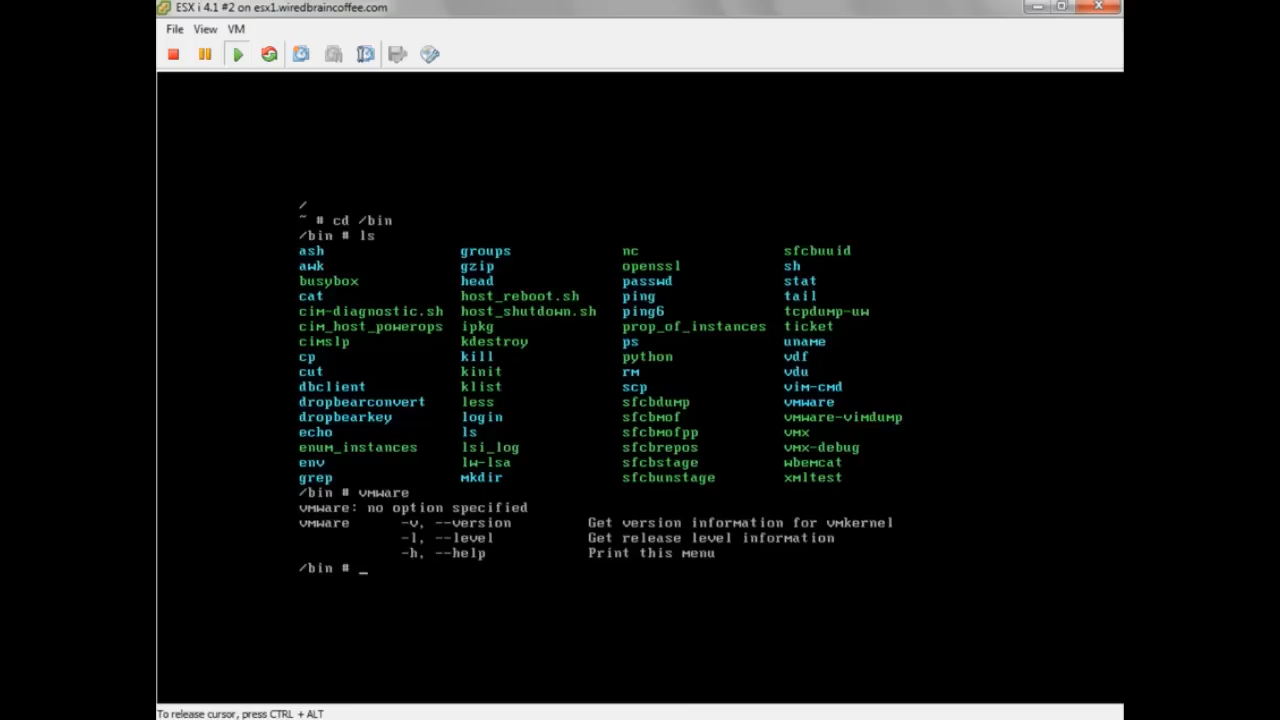 ESX i 4.1 #2 on esx1.wiredbraincoffee.com
File View VM
/
~ # cd /bin
/bin # ls
ash groups nc sfcbuuid
awk gzip openssl sh
busybox head passwd stat
cat host_reboot.sh ping tail
cim-diagnostic.sh host_shutdown.sh ping6 tcpdump-uw
cim_host_powerops ipkg prop_of_instances ticket
cimslp kdestroy ps uname
cp kill python vdf
cut kinit rm vdu
dbclient klist scp vim-cmd
dropbearconvert less sfcbdump vmware
dropbearkey login sfcbmof vmware-vimdump
echo ls sfcbmofpp vmx
enum_instances lsi_log sfcbrepos vmx-debug
env lw-lsa sfcbstage wbemcat
grep mkdir sfcbunstage xmltest
/bin # vmware
vmware: no option specified
vmware -v, --version Get version information for vmkernel
-l, --level Get release level information
-h, --help Print this menu
/bin # _
To release cursor, press CTRL + ALT